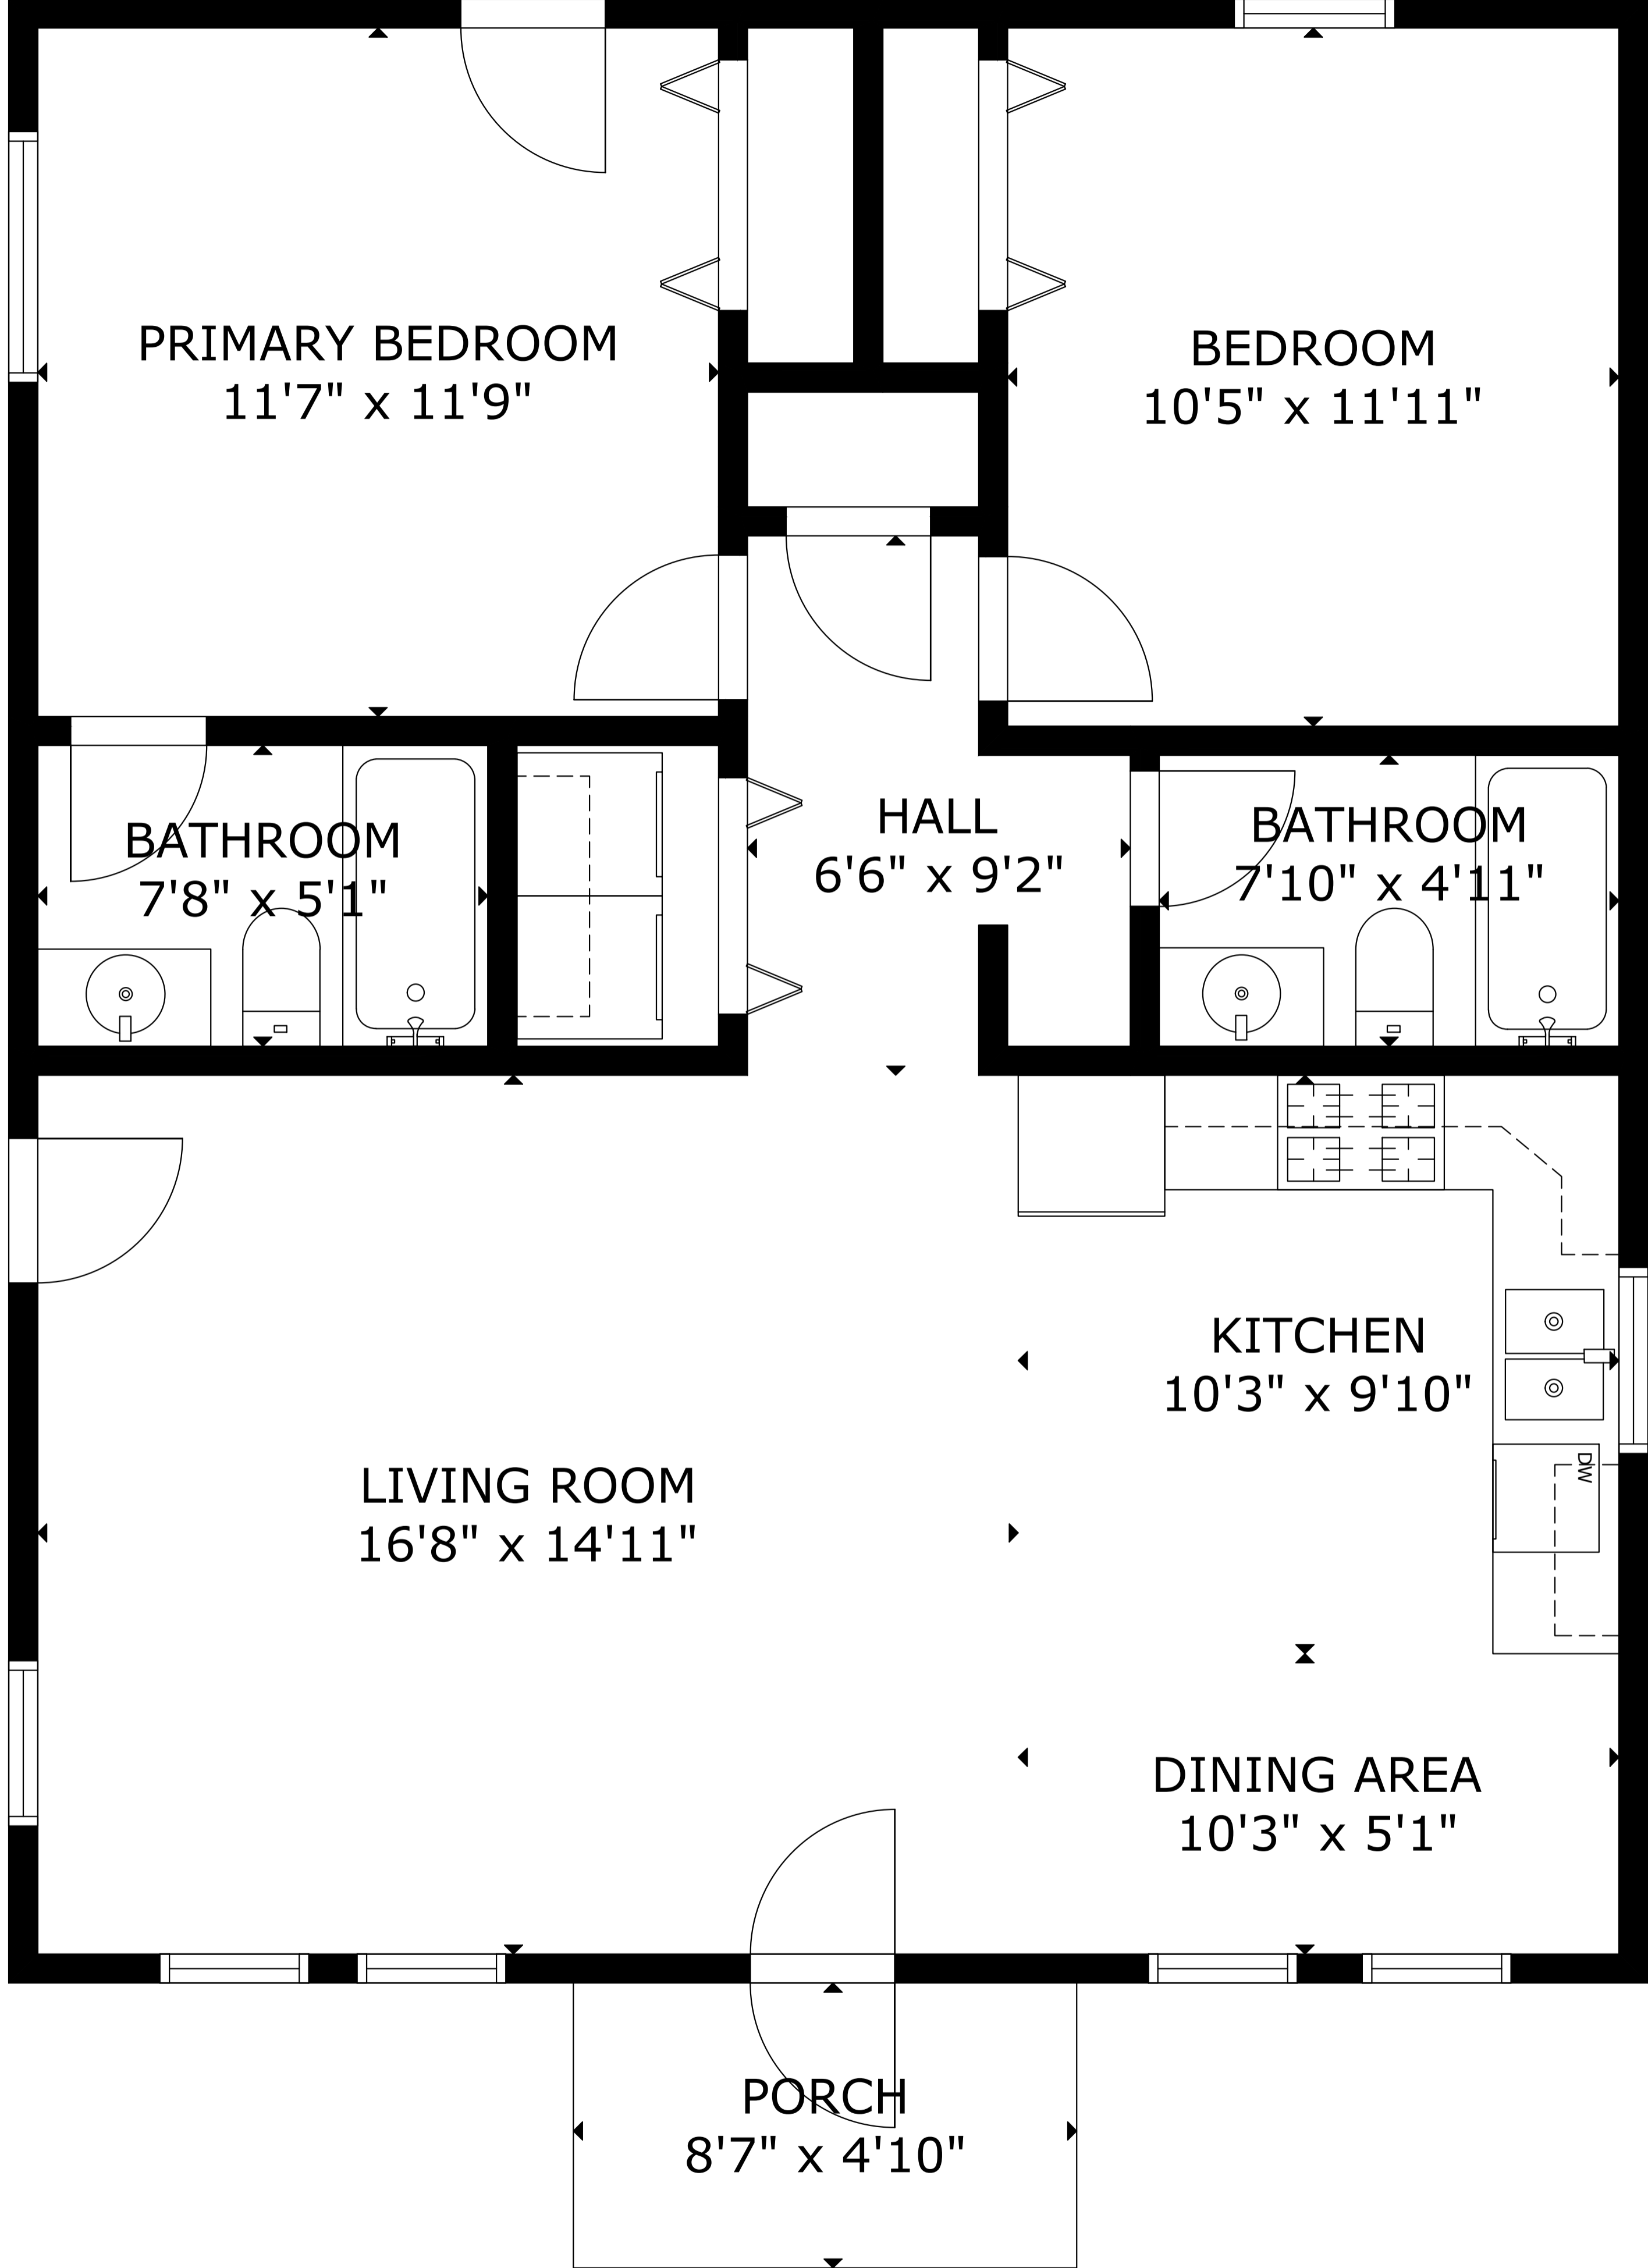 PRIMARY BEDROOM
11'7" x 11'9"
BEDROOM
10'5" x 11'11"
BATHROOM
7'8" x 5'1"
HALL
6'6" x 9'2"
BATHROOM
7'10" x 4'11"
KITCHEN
10'3" x 9'10"
DW
LIVING ROOM
16'8" x 14'11"
DINING AREA
10'3" x 5'1"
PORCH
8'7" x 4'10"